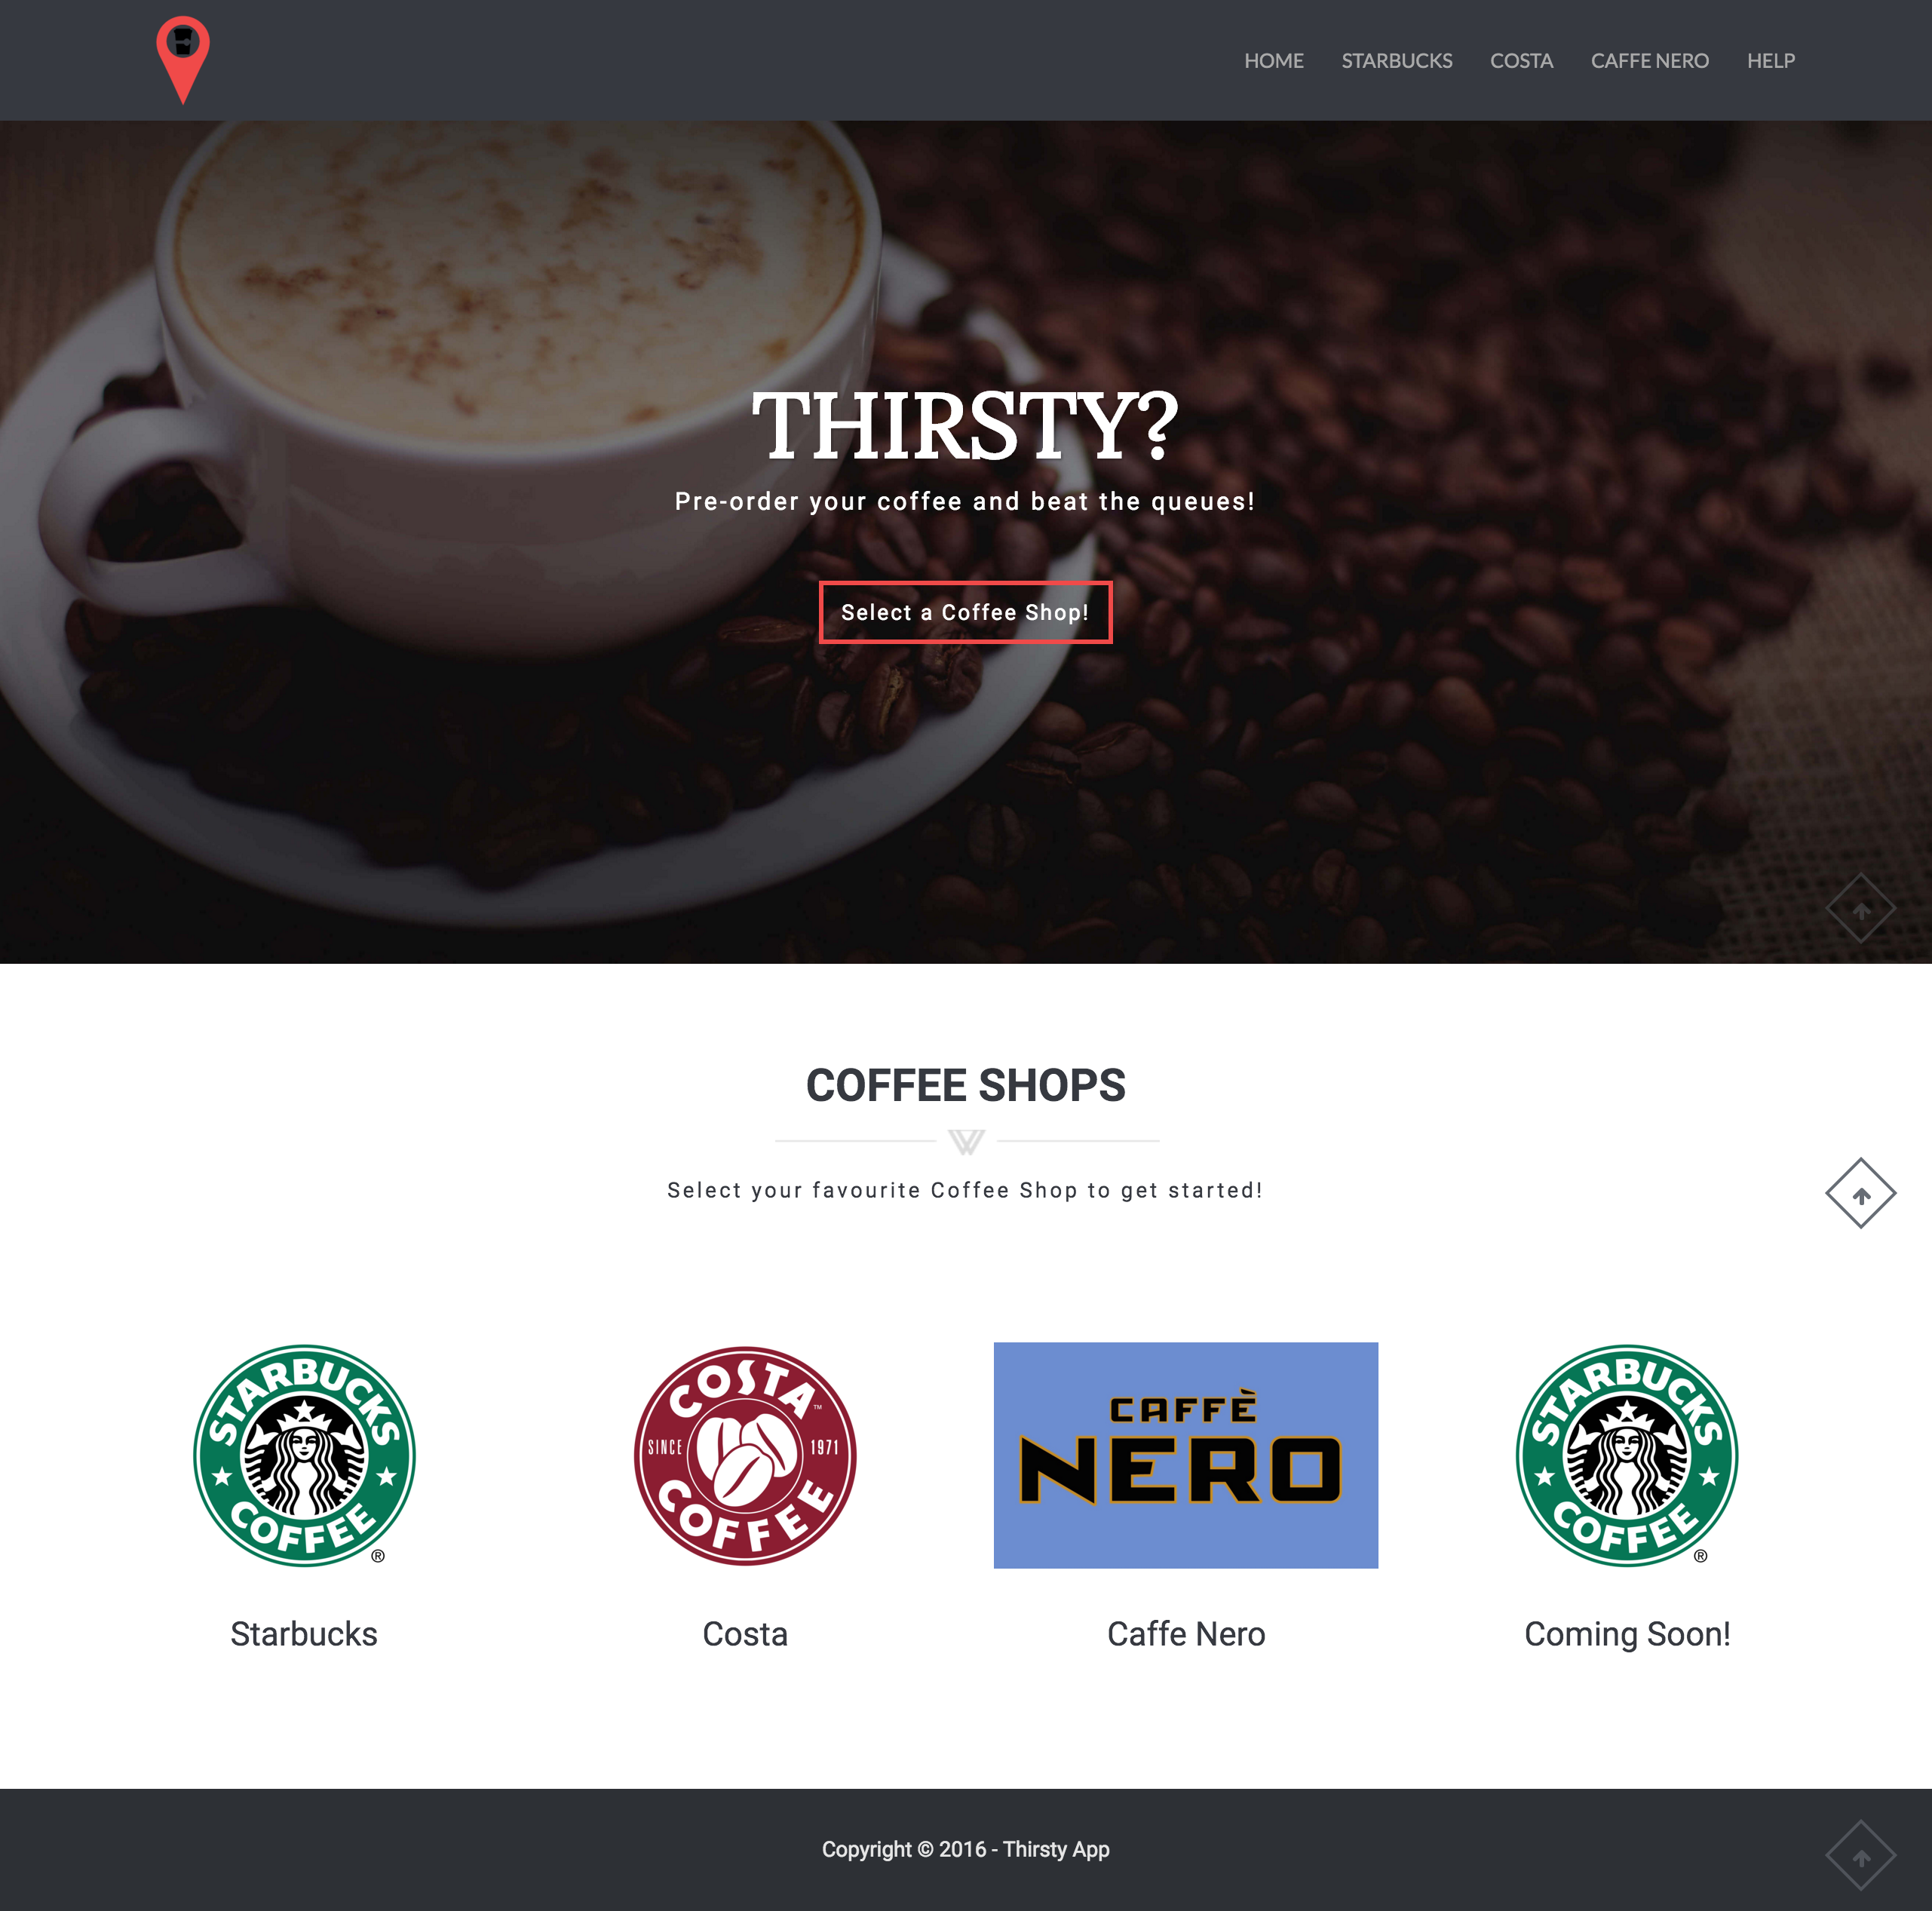 HOME STARBUCKS COSTA CAFFE NERO HELP
THIRSTY?
Pre-order your coffee and beat the queues!
Select a Coffee Shop!
COFFEE SHOPS
Select your favourite Coffee Shop to get started!
STARBUCKS
COFFEE
®
COSTA
™
SINCE 1971
COFFEE
CAFFÈ
NERO
STARBUCKS
COFFEE
®
Starbucks
Costa
Caffe Nero
Coming Soon!
Copyright © 2016 - Thirsty App